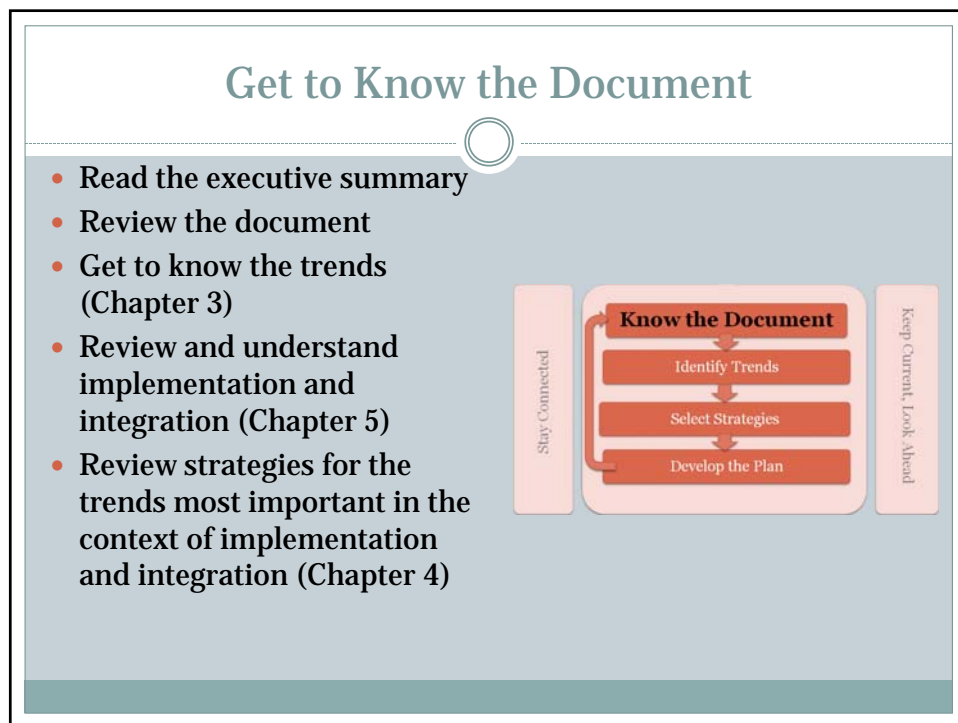 Get to Know the Document
• Read the executive summary
• Review the document
• Get to know the trends
(Chapter 3)
• Review and understand
implementation and
integration (Chapter 5)
• Review strategies for the
trends most important in the
context of implementation
and integration (Chapter 4)
Stay Connected
Know the Document
Identify Trends
Select Strategies
Develop the Plan
Keep Current, Look Ahead